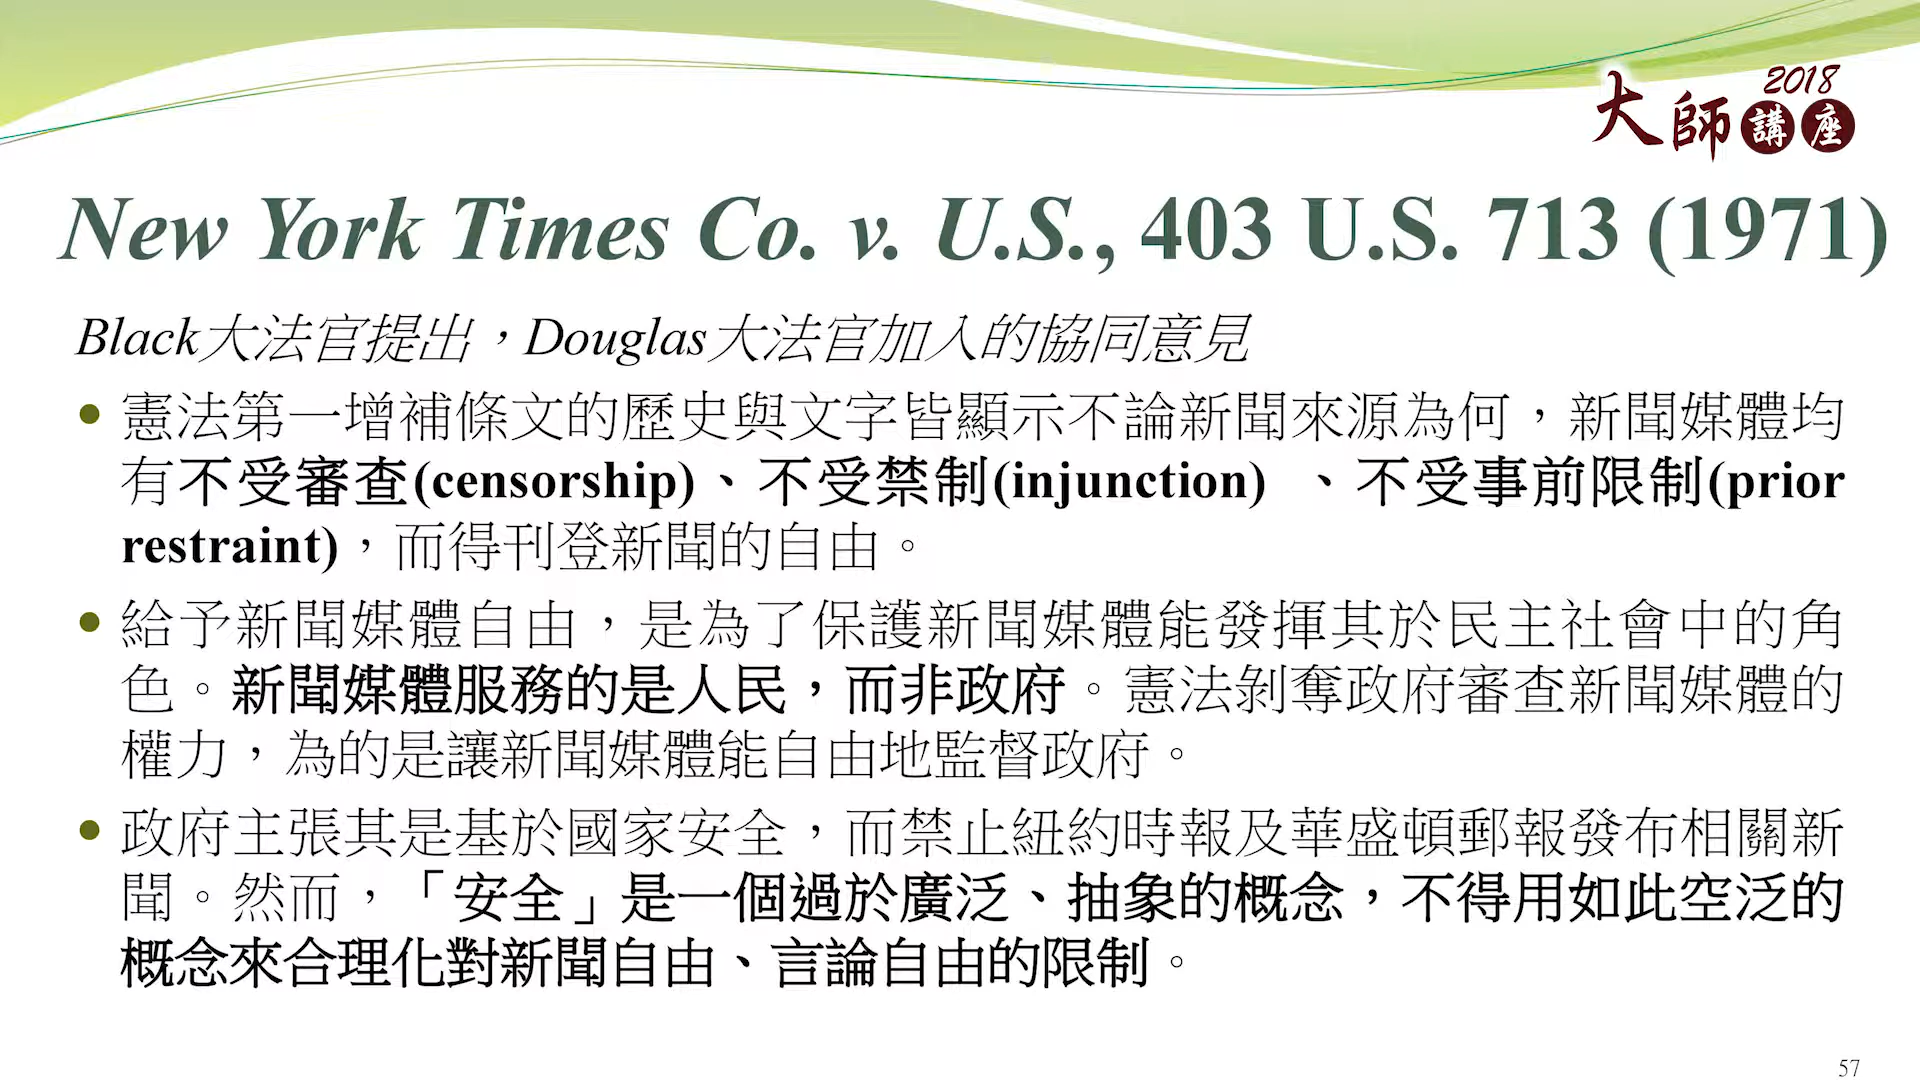 2018
大師講座
New York Times Co. v. U.S., 403 U.S. 713 (1971)
Black大法官提出，Douglas大法官加入的協同意見
• 憲法第一增補條文的歷史與文字皆顯示不論新聞來源為何，新聞媒體均
有不受審查(censorship)、不受禁制(injunction) 、不受事前限制(prior
restraint)，而得刊登新聞的自由。
• 給予新聞媒體自由，是為了保護新聞媒體能發揮其於民主社會中的角
色。新聞媒體服務的是人民，而非政府。憲法剝奪政府審查新聞媒體的
權力，為的是讓新聞媒體能自由地監督政府。
• 政府主張其是基於國家安全，而禁止紐約時報及華盛頓郵報發布相關新
聞。然而，「安全」是一個過於廣泛、抽象的概念，不得用如此空泛的
概念來合理化對新聞自由、言論自由的限制。
57